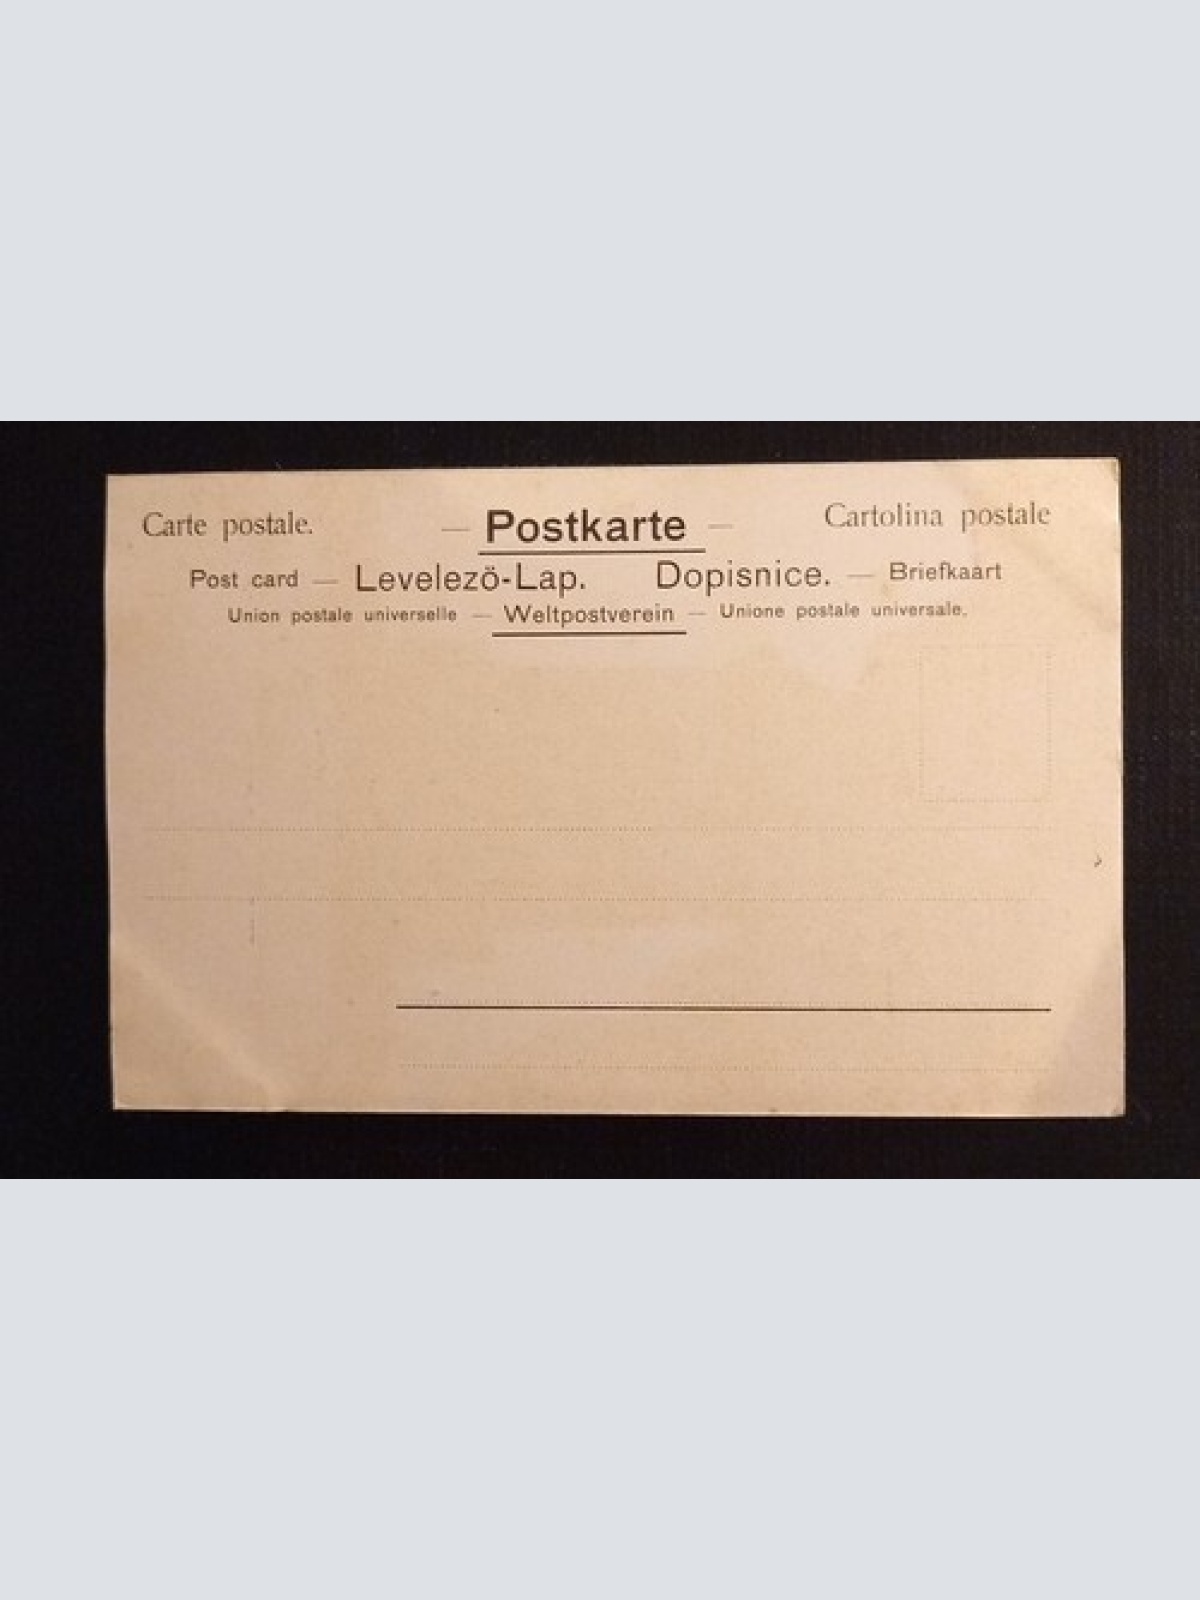 Carte postale. — Postkarte — Cartolina postale
Post card — Levelezö-Lap. Dopisnice. — Briefkaart
Union postale universelle — Weltpostverein — Unione postale universale.